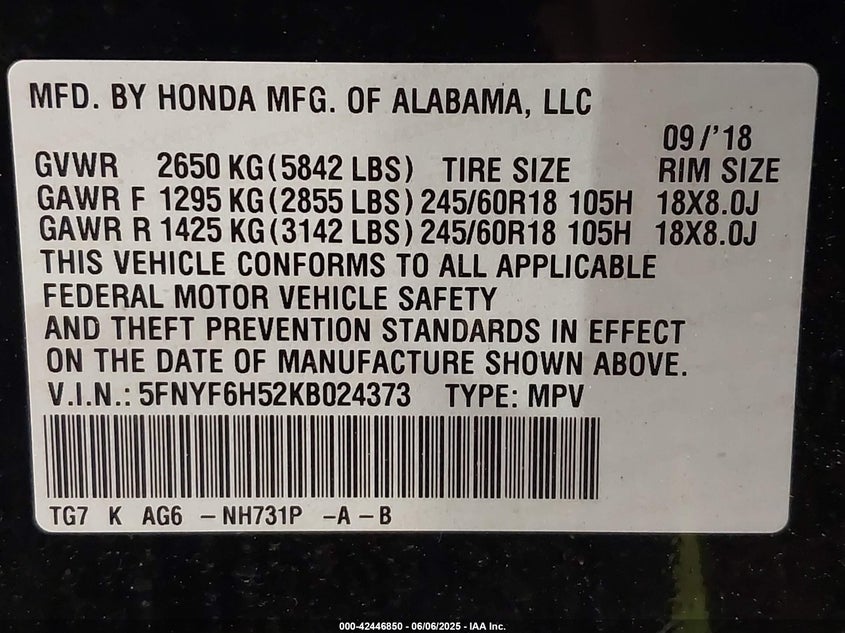 MFD. BY HONDA MFG. OF ALABAMA, LLC
09/'18
GVWR 2650 KG(5842 LBS) TIRE SIZE RIM SIZE
GAWR F 1295 KG(2855 LBS) 245/60R18 105H 18X8.0J
GAWR R 1425 KG(3142 LBS) 245/60R18 105H 18X8.0J
THIS VEHICLE CONFORMS TO ALL APPLICABLE
FEDERAL MOTOR VEHICLE SAFETY
AND THEFT PREVENTION STANDARDS IN EFFECT
ON THE DATE OF MANUFACTURE SHOWN ABOVE.
V.I.N.: 5FNYF6H52KB024373 TYPE: MPV
TG7 K AG6 -NH731P -A-B
000-42446850 - 06/06/2025 - IAA Inc.